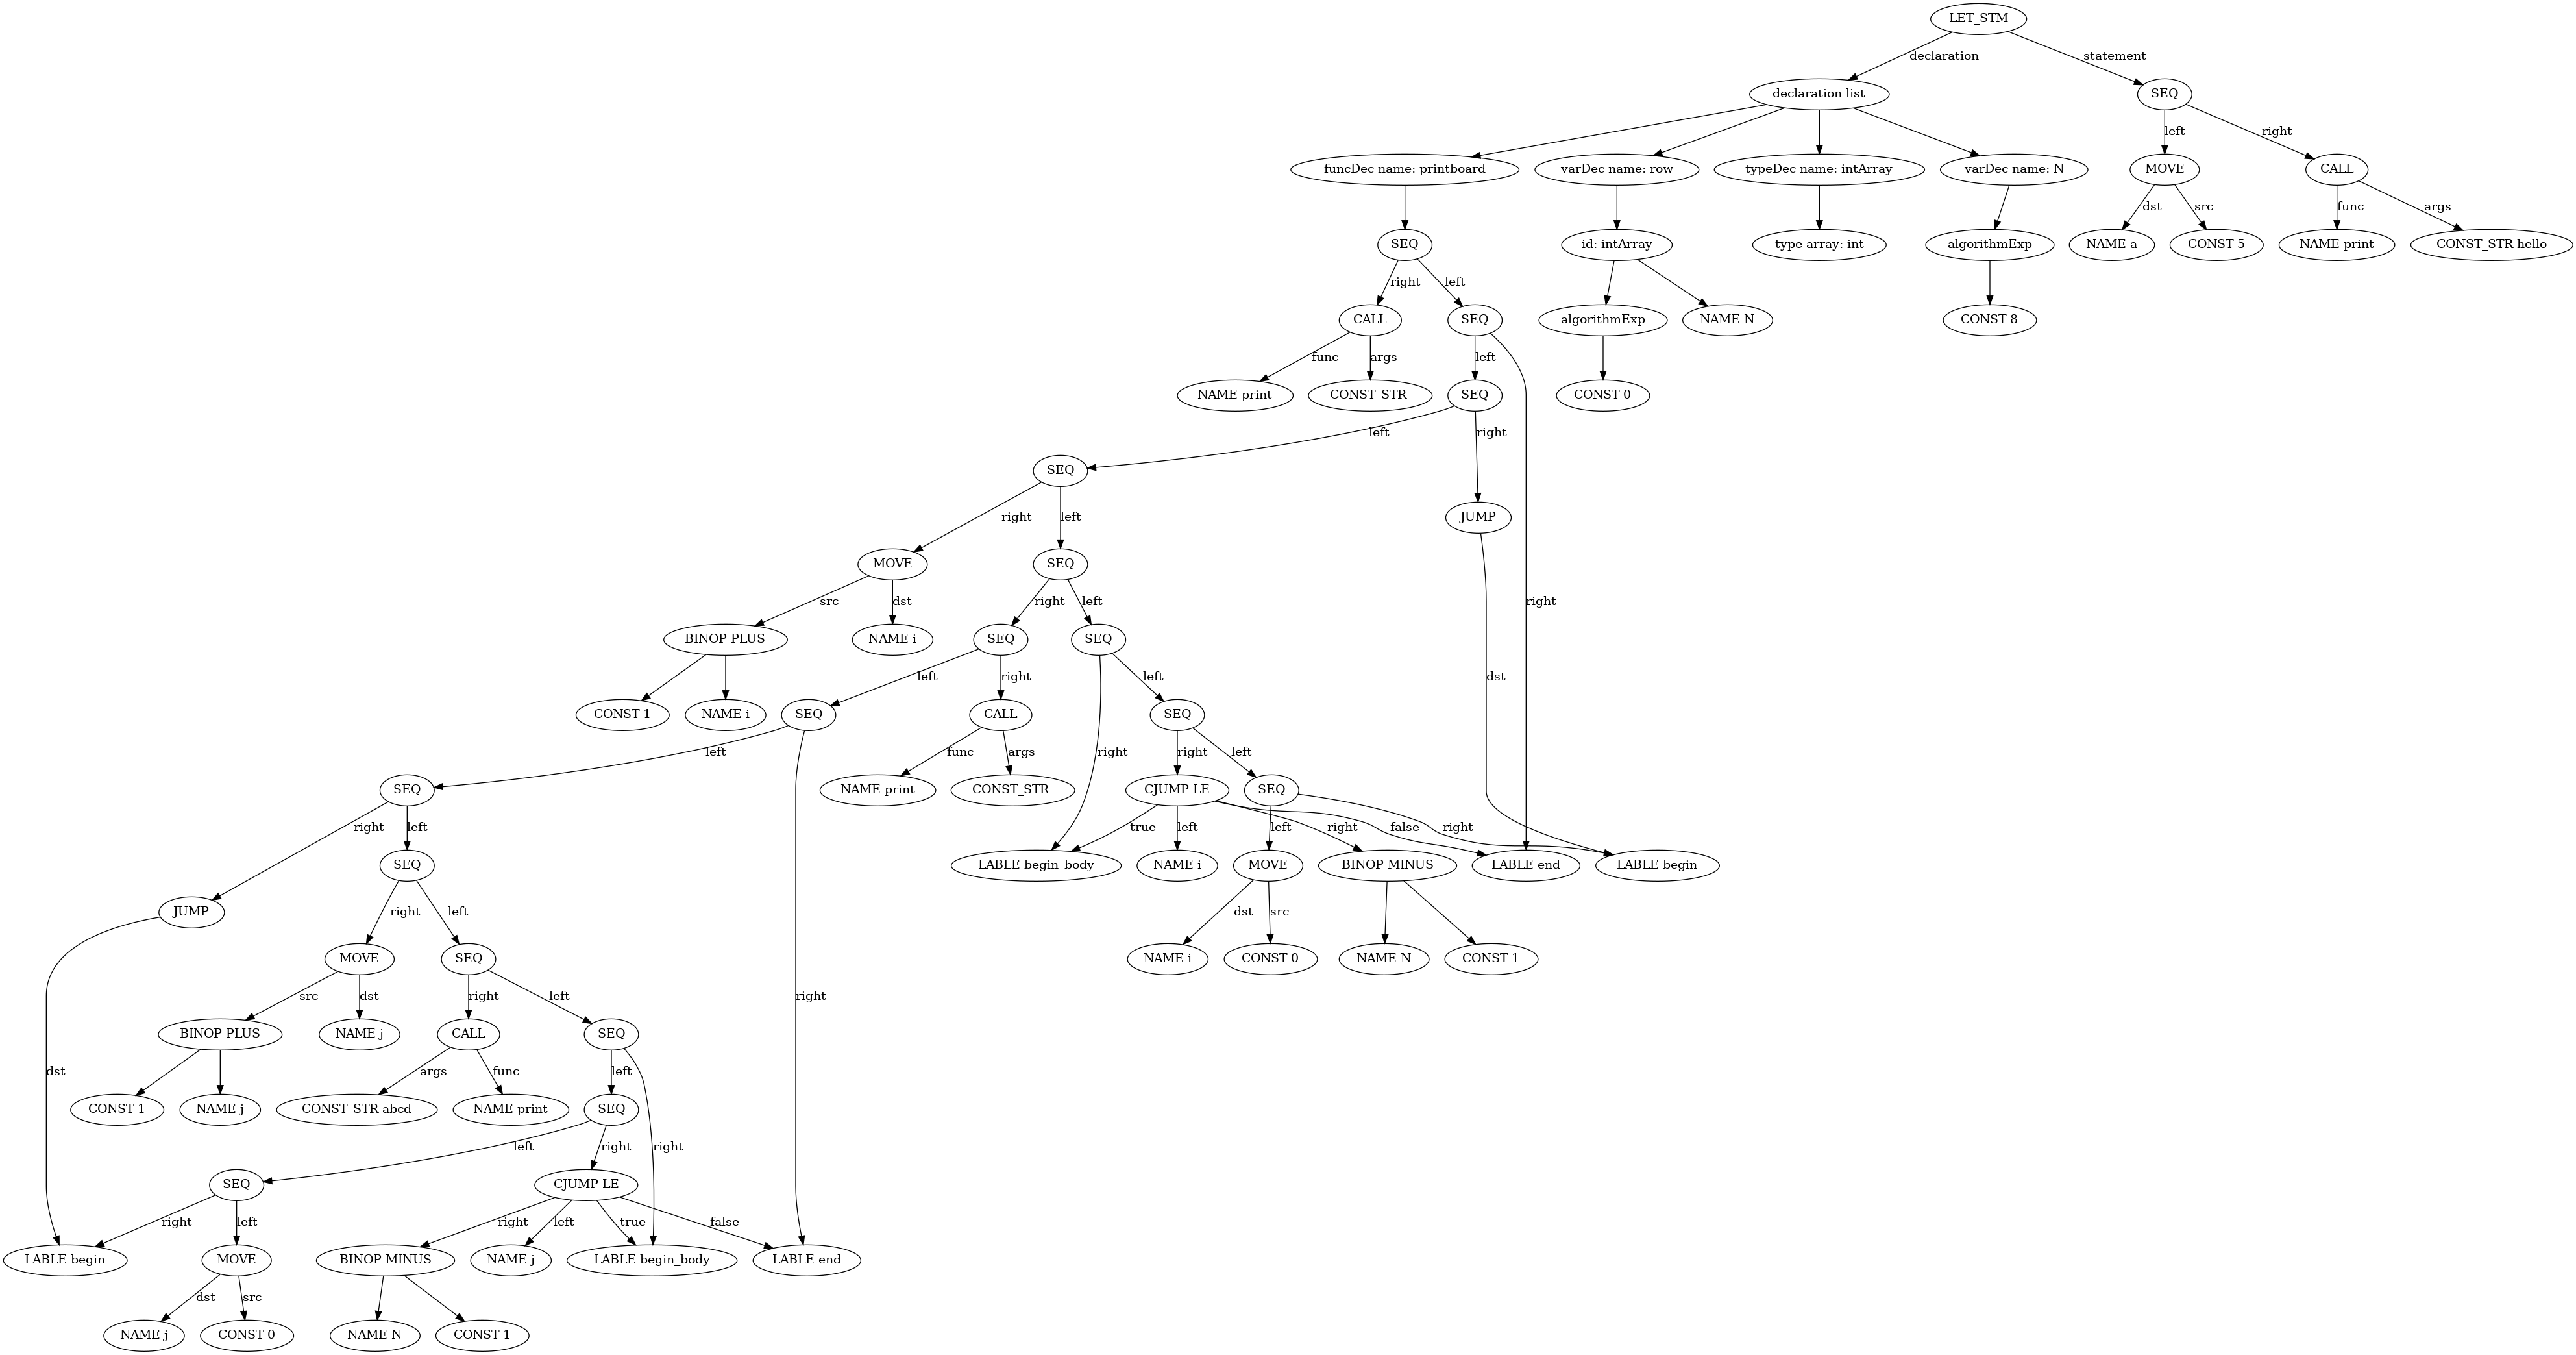 LET_STM
declaration
statement
declaration list
SEQ
left
right
funcDec name: printboard
varDec name: row
typeDec name: intArray
varDec name: N
MOVE
CALL
dst
src
func
args
SEQ
id: intArray
type array: int
algorithmExp
NAME a
CONST 5
NAME print
CONST_STR hello
right
left
CALL
SEQ
algorithmExp
NAME N
CONST 8
func
args
left
NAME print
CONST_STR
SEQ
CONST 0
left
right
SEQ
right
left
JUMP
MOVE
SEQ
src
dst
right
left
right
BINOP PLUS
NAME i
SEQ
SEQ
left
right
left
dst
CONST 1
NAME i
SEQ
CALL
SEQ
left
func
args
right
right
left
SEQ
NAME print
CONST_STR
CJUMP LE
SEQ
right
left
true
left
left
right
false
right
SEQ
LABLE begin_body
NAME i
MOVE
BINOP MINUS
LABLE end
LABLE begin
JUMP
right
left
dst
src
MOVE
SEQ
NAME i
CONST 0
NAME N
CONST 1
src
dst
right
left
right
BINOP PLUS
NAME j
CALL
SEQ
dst
args
func
left
CONST 1
NAME j
CONST_STR abcd
NAME print
SEQ
left
right
right
SEQ
CJUMP LE
right
left
right
left
true
false
LABLE begin
MOVE
BINOP MINUS
NAME j
LABLE begin_body
LABLE end
dst
src
NAME j
CONST 0
NAME N
CONST 1